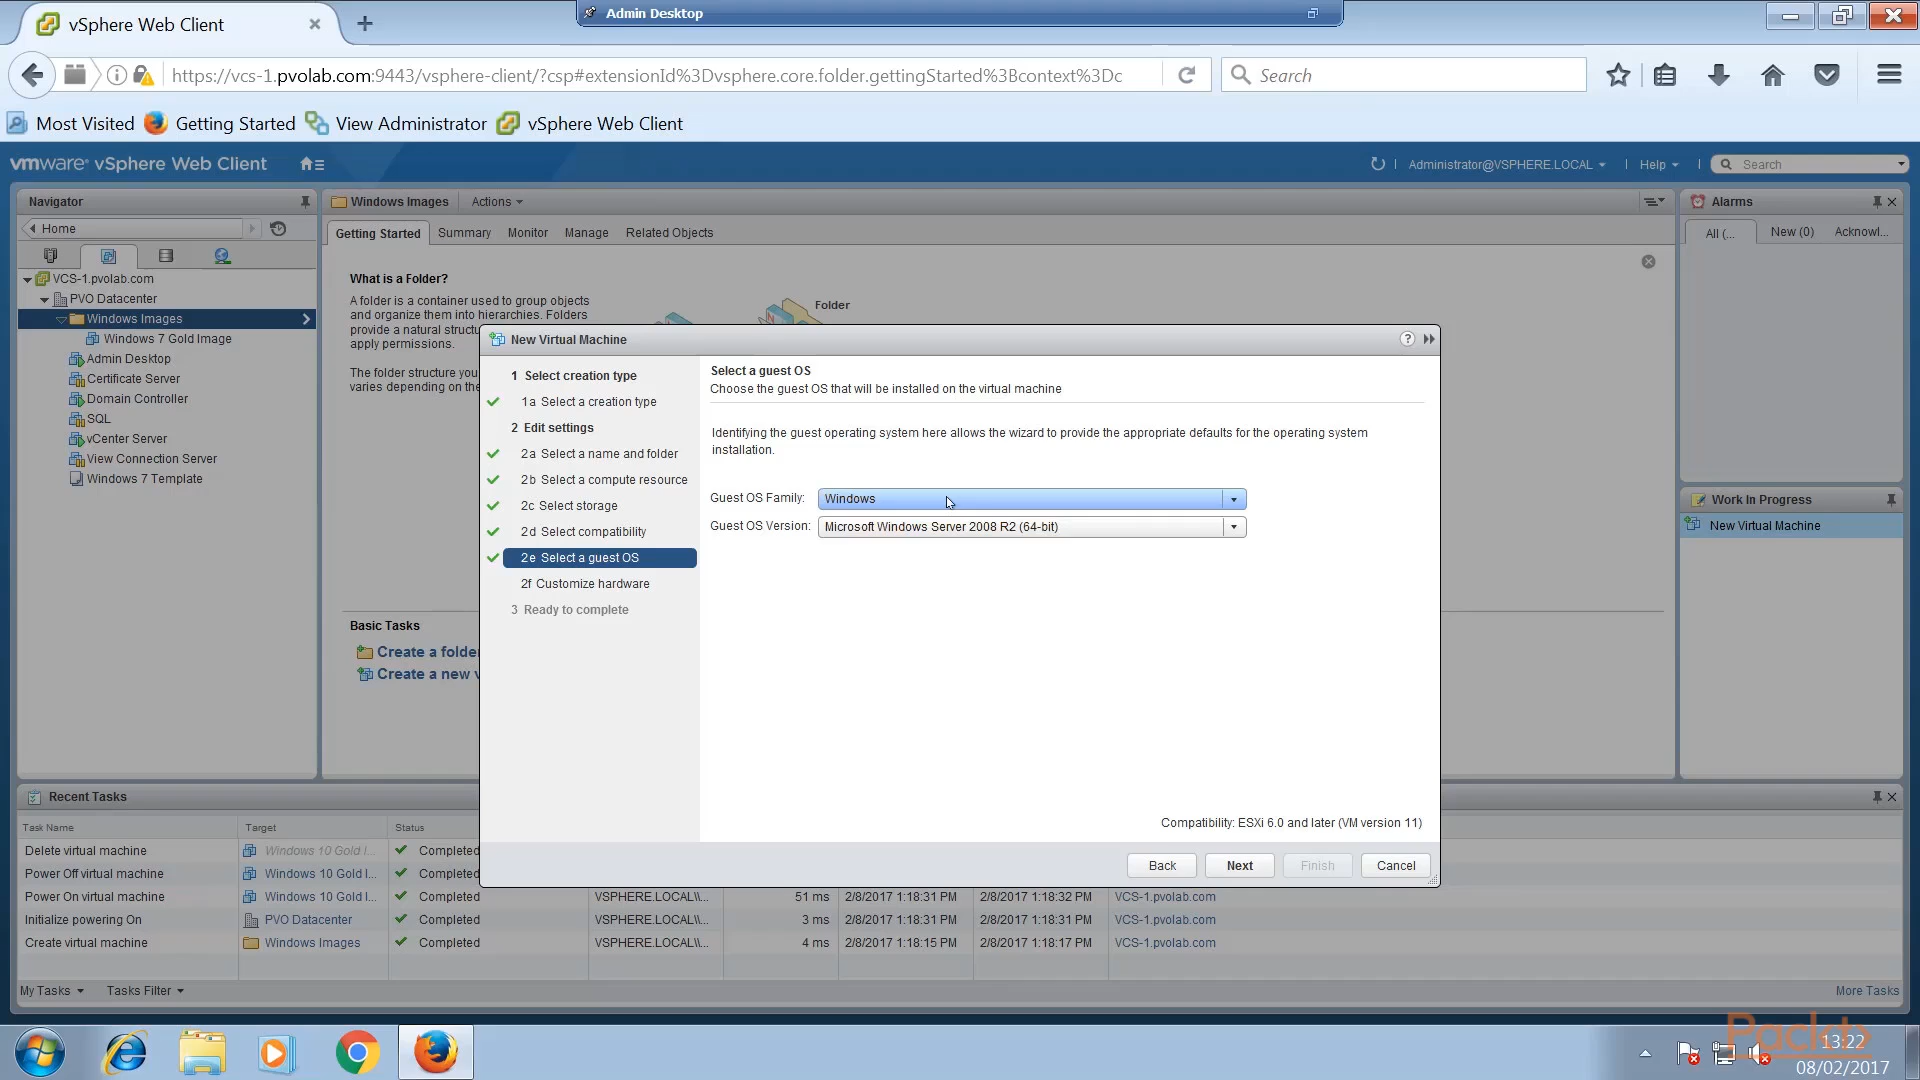 vSphere Web Client
Admin Desktop
https://vcs-1.pvolab.com:9443/vsphere-client/?csp#extensionId%3Dvsphere.core.folder.gettingStarted%3Bcontext%3Dc
Search
Most Visited
Getting Started
View Administrator
vSphere Web Client
vmware® vSphere Web Client
Administrator@VSPHERE.LOCAL
Help
Search
Navigator
Home
VCS-1.pvolab.com
PVO Datacenter
Windows Images
Windows 7 Gold Image
Admin Desktop
Certificate Server
Domain Controller
SQL
vCenter Server
View Connection Server
Windows 7 Template
Windows Images
Actions
Getting Started
Summary
Monitor
Manage
Related Objects
What is a Folder?
A folder is a container used to group objects
and organize them into hierarchies. Folders
provide a natural structu
apply permissions.
The folder structure you
varies depending on the
Folder
Basic Tasks
Create a folde
Create a new v
New Virtual Machine
1 Select creation type
1a Select a creation type
2 Edit settings
2a Select a name and folder
2b Select a compute resource
2c Select storage
2d Select compatibility
2e Select a guest OS
2f Customize hardware
3 Ready to complete
Select a guest OS
Choose the guest OS that will be installed on the virtual machine
Identifying the guest operating system here allows the wizard to provide the appropriate defaults for the operating system
installation.
Guest OS Family: Windows
Guest OS Version: Microsoft Windows Server 2008 R2 (64-bit)
Compatibility: ESXi 6.0 and later (VM version 11)
Back
Next
Finish
Cancel
Alarms
All (...
New (0)
Acknowl...
Work In Progress
New Virtual Machine
Recent Tasks
Task Name Target Status
Delete virtual machine Windows 10 Gold I... Completed
Power Off virtual machine Windows 10 Gold I... Completed
Power On virtual machine Windows 10 Gold I... Completed VSPHERE.LOCAL\\... 51 ms 2/8/2017 1:18:31 PM 2/8/2017 1:18:32 PM VCS-1.pvolab.com
Initialize powering On PVO Datacenter Completed VSPHERE.LOCAL\\... 3 ms 2/8/2017 1:18:31 PM 2/8/2017 1:18:31 PM VCS-1.pvolab.com
Create virtual machine Windows Images Completed VSPHERE.LOCAL\\... 4 ms 2/8/2017 1:18:15 PM 2/8/2017 1:18:17 PM VCS-1.pvolab.com
My Tasks
Tasks Filter
More Tasks
Packt>
13:22
08/02/2017